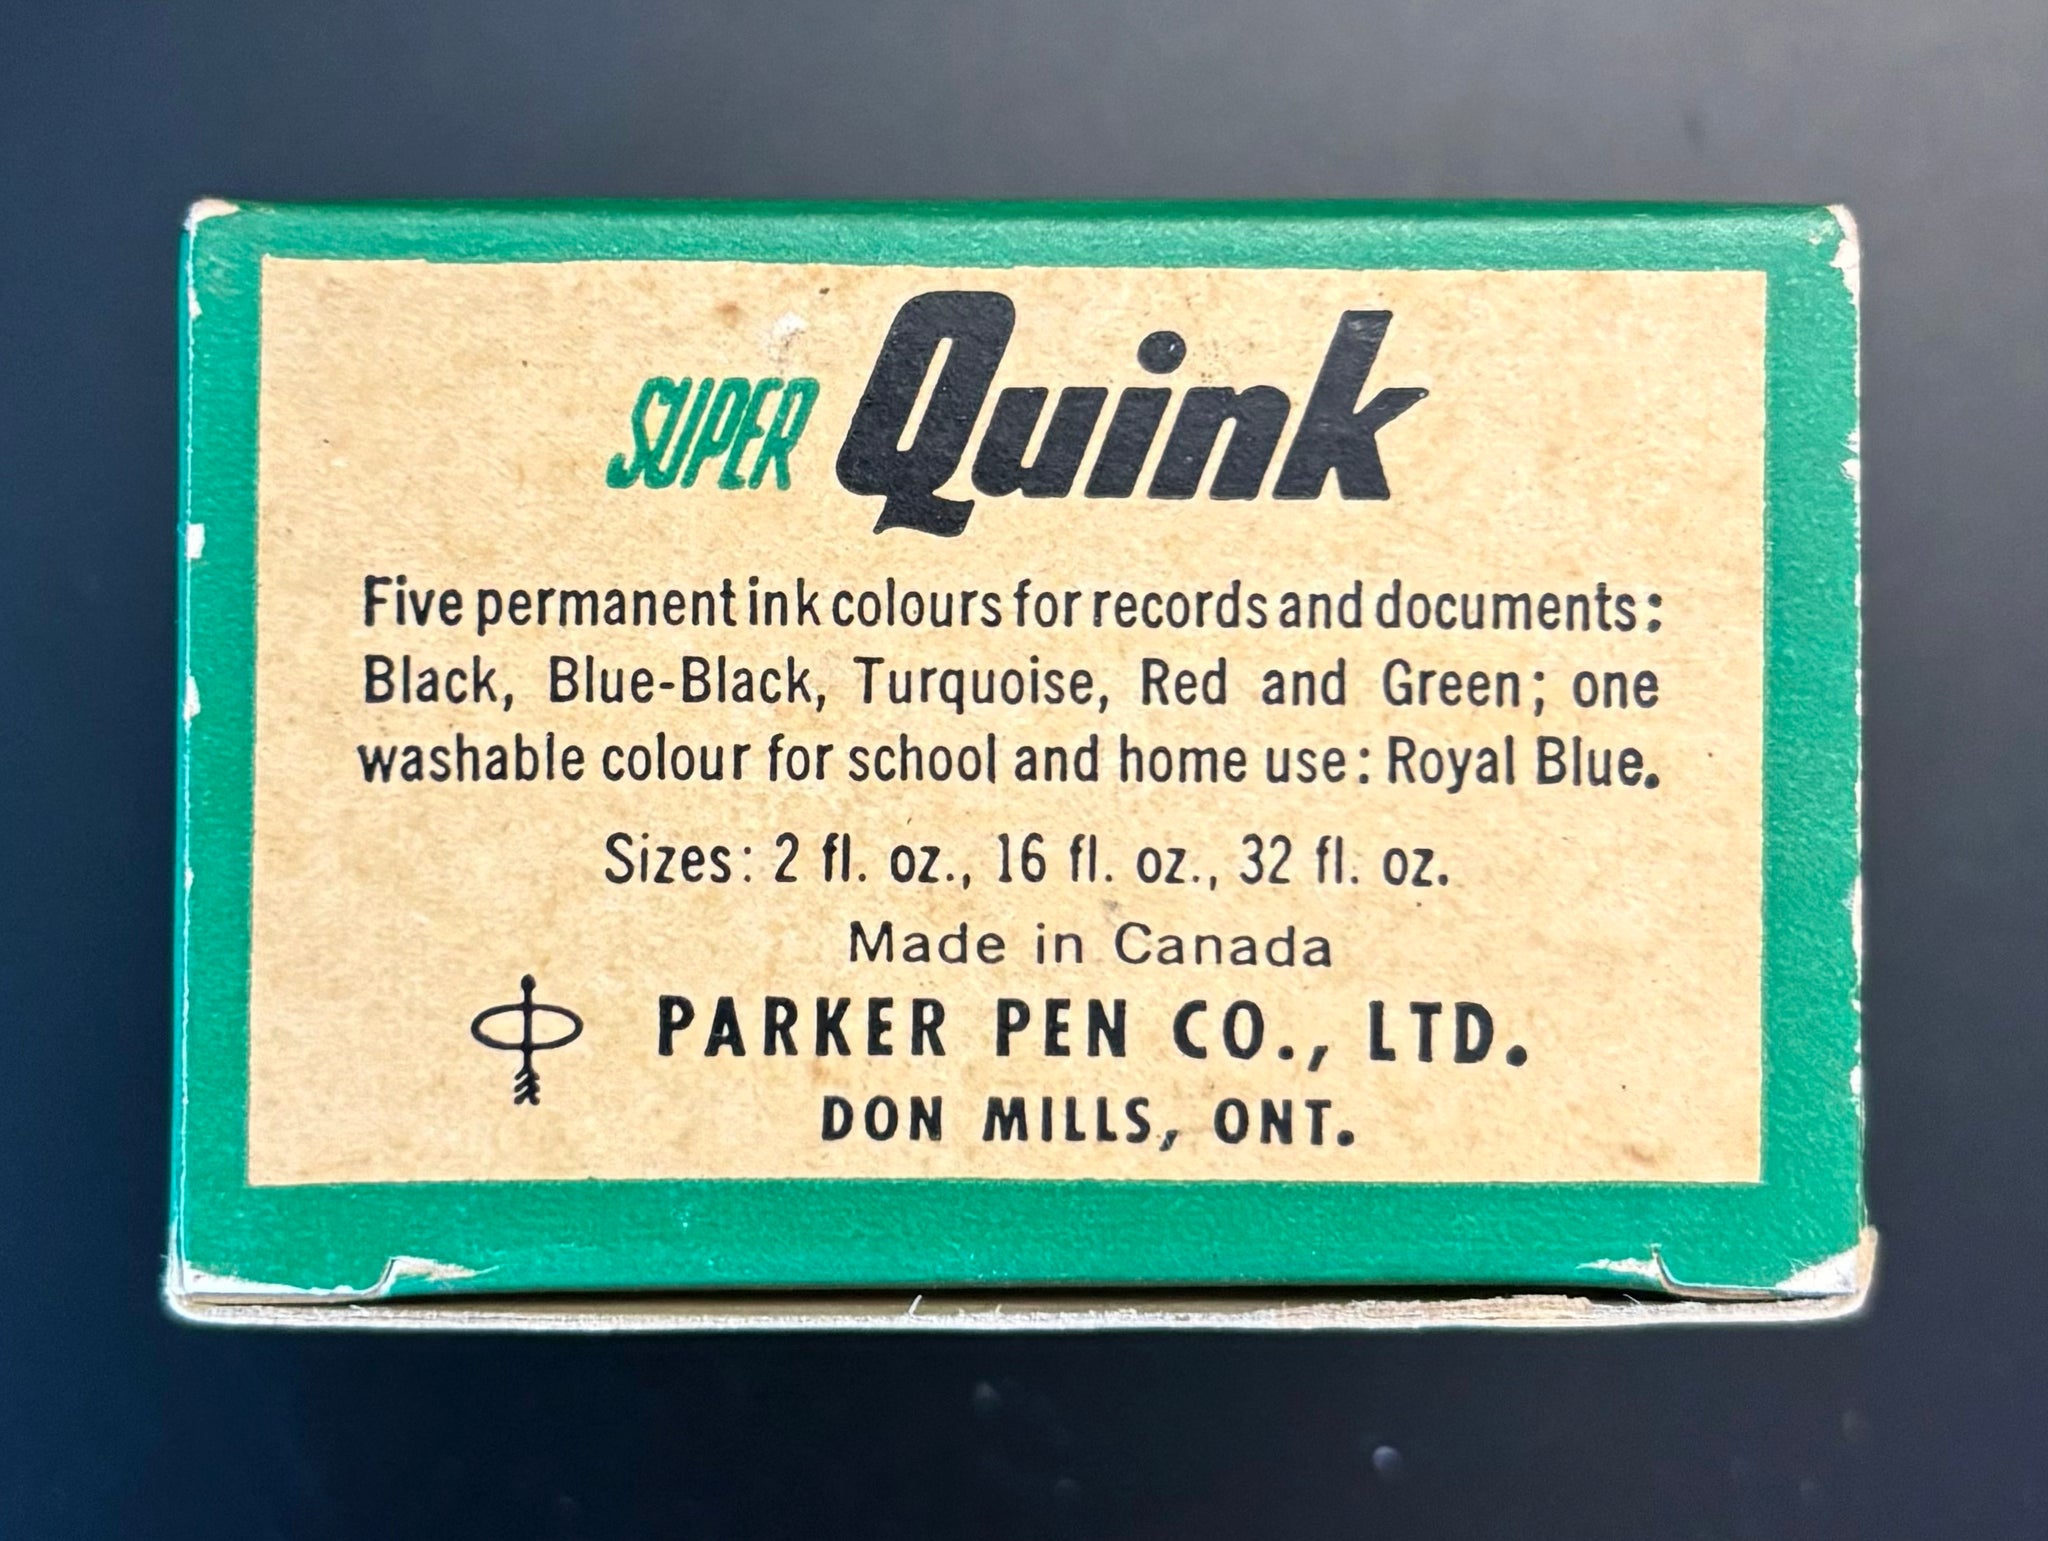 SUPER Quink
Five permanent ink colours for records and documents:
Black, Blue-Black, Turquoise, Red and Green; one
washable colour for school and home use: Royal Blue.
Sizes: 2 fl. oz., 16 fl. oz., 32 fl. oz.
Made in Canada
PARKER PEN CO., LTD.
DON MILLS, ONT.